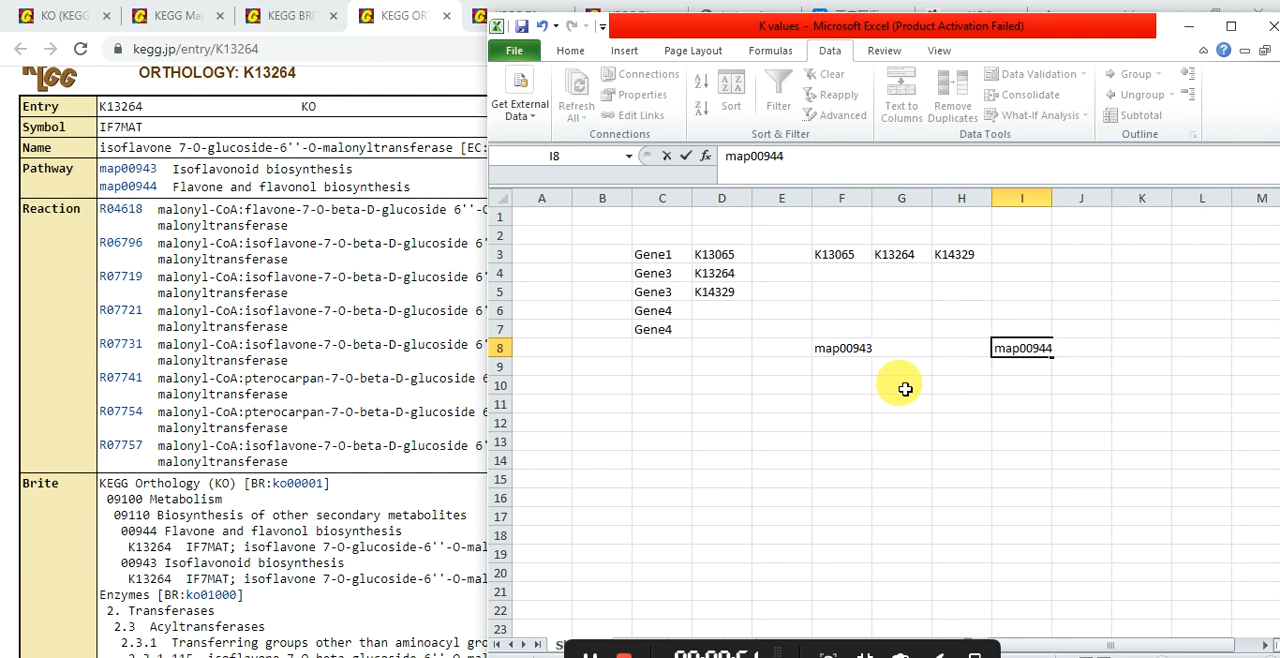 KO (KEGG
KEGG Ma
KEGG BRI
KEGG OR
kegg.jp/entry/K13264
KEGG
ORTHOLOGY: K13264
Entry K13264 KO
Symbol IF7MAT
Name isoflavone 7-O-glucoside-6''-O-malonyltransferase [EC:
Pathway map00943 Isoflavonoid biosynthesis
map00944 Flavone and flavonol biosynthesis
Reaction R04618 malonyl-CoA:flavone-7-O-beta-D-glucoside 6''-O
malonyltransferase
R06796 malonyl-CoA:isoflavone-7-O-beta-D-glucoside 6'
malonyltransferase
R07719 malonyl-CoA:isoflavone-7-O-beta-D-glucoside 6'
malonyltransferase
R07721 malonyl-CoA:isoflavone-7-O-beta-D-glucoside 6'
malonyltransferase
R07731 malonyl-CoA:isoflavone-7-O-beta-D-glucoside 6'
malonyltransferase
R07741 malonyl-CoA:pterocarpan-7-O-beta-D-glucoside 6
malonyltransferase
R07754 malonyl-CoA:pterocarpan-7-O-beta-D-glucoside 6
malonyltransferase
R07757 malonyl-CoA:isoflavone-7-O-beta-D-glucoside 6'
malonyltransferase
Brite KEGG Orthology (KO) [BR:ko00001]
09100 Metabolism
09110 Biosynthesis of other secondary metabolites
00944 Flavone and flavonol biosynthesis
K13264 IF7MAT; isoflavone 7-O-glucoside-6''-O-mal
00943 Isoflavonoid biosynthesis
K13264 IF7MAT; isoflavone 7-O-glucoside-6''-O-mal
Enzymes [BR:ko01000]
2. Transferases
2.3 Acyltransferases
2.3.1 Transferring groups other than aminoacyl gro
K values - Microsoft Excel (Product Activation Failed)
File Home Insert Page Layout Formulas Data Review View
Get External Data
Refresh All
Connections
Properties
Edit Links
Connections
Sort
Filter
Clear
Reapply
Advanced
Sort & Filter
Text to Columns
Remove Duplicates
Data Validation
Consolidate
What-If Analysis
Data Tools
Group
Ungroup
Subtotal
Outline
I8 fx map00944
A B C D E F G H I J K L M
1
2
3 Gene1 K13065 K13065 K13264 K14329
4 Gene3 K13264
5 Gene3 K14329
6 Gene4
7 Gene4
8 map00943 map00944
9
10
11
12
13
14
15
16
17
18
19
20
21
22
23